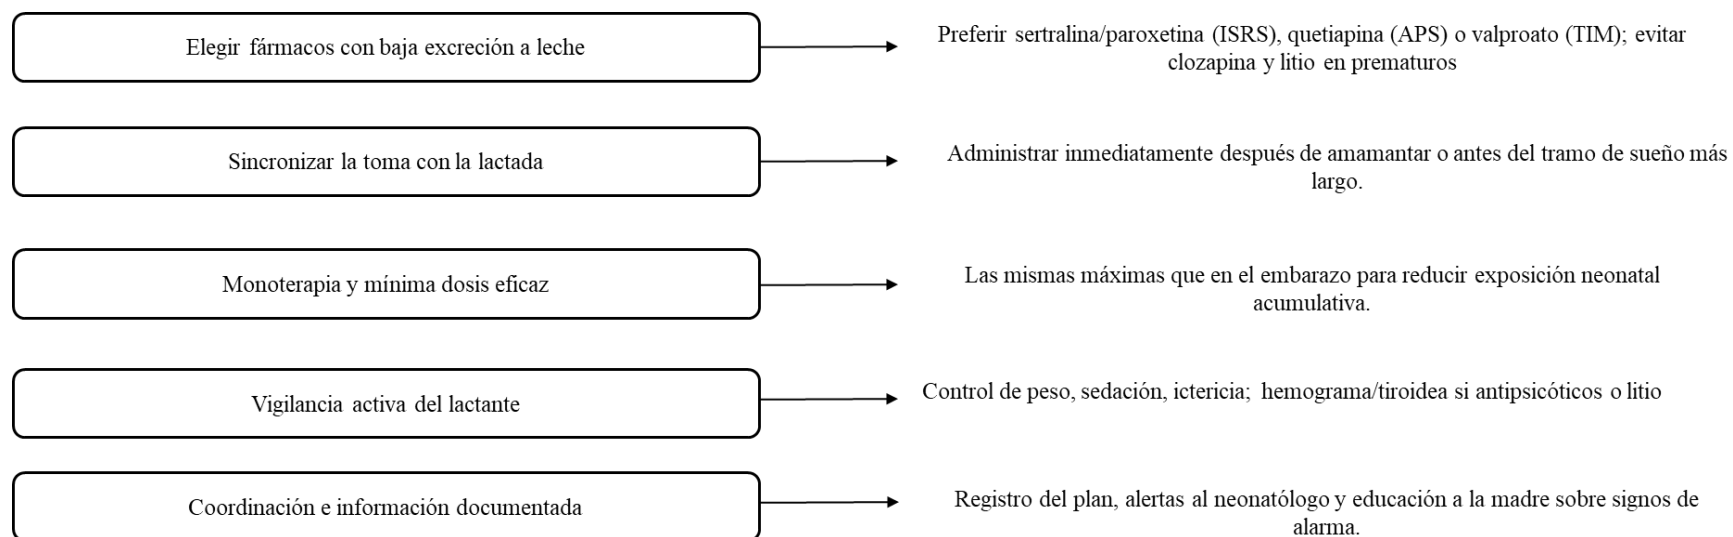 Elegir fármacos con baja excreción a leche
Preferir sertralina/paroxetina (ISRS), quetiapina (APS) o valproato (TIM); evitar
clozapina y litio en prematuros
Sincronizar la toma con la lactada
Administrar inmediatamente después de amamantar o antes del tramo de sueño más
largo.
Monoterapia y mínima dosis eficaz
Las mismas máximas que en el embarazo para reducir exposición neonatal
acumulativa.
Vigilancia activa del lactante
Control de peso, sedación, ictericia; hemograma/tiroidea si antipsicóticos o litio
Coordinación e información documentada
Registro del plan, alertas al neonatólogo y educación a la madre sobre signos de
alarma.